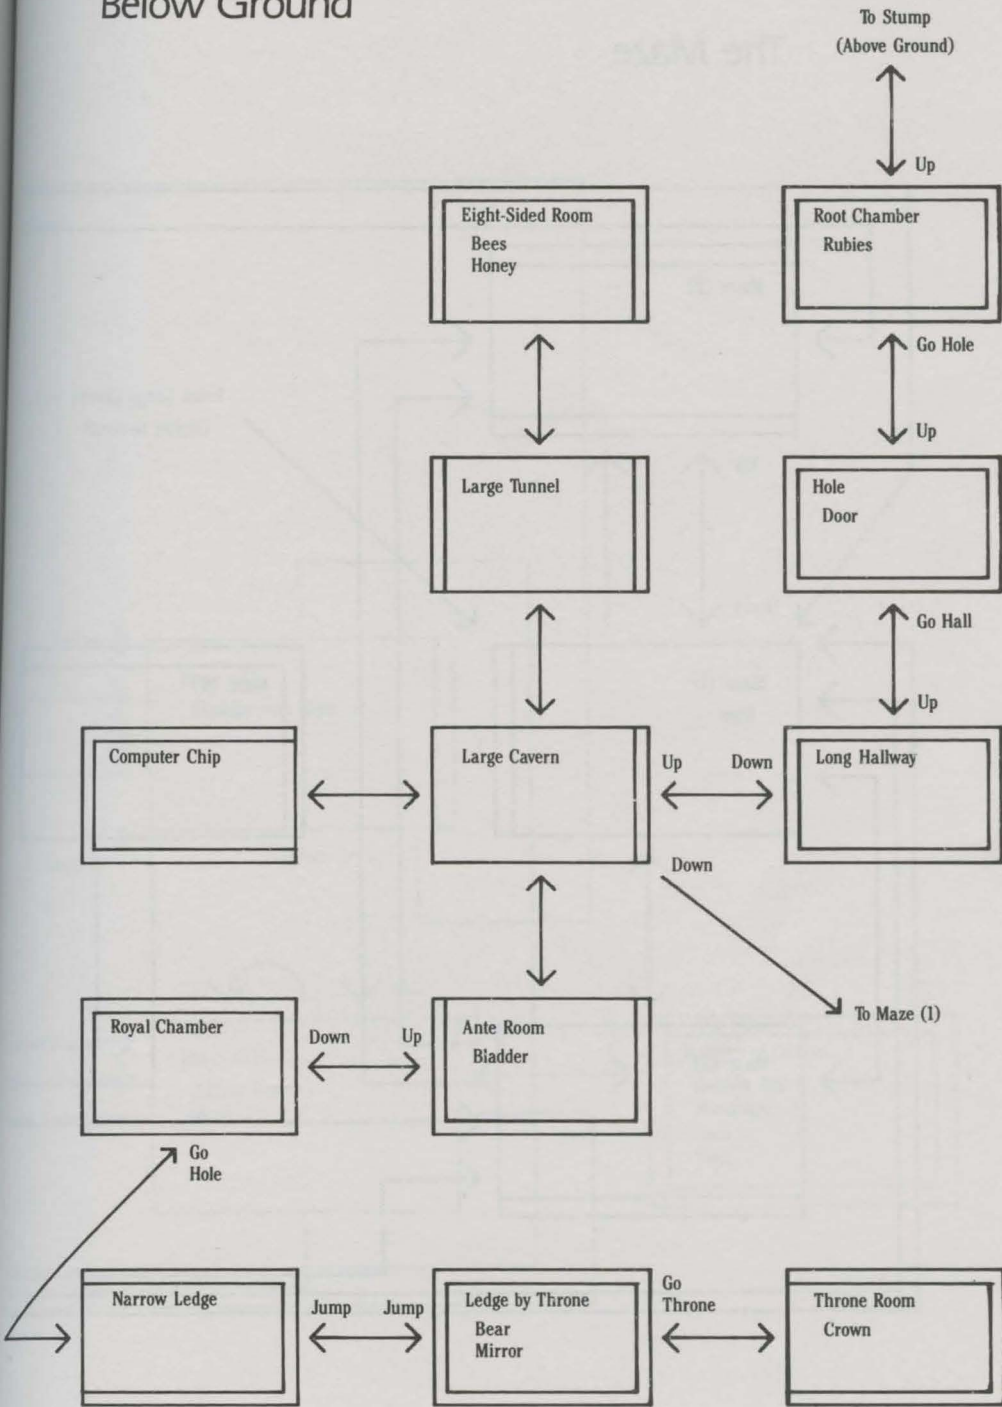 Below Ground
To Stump
(Above Ground)
Up
Eight-Sided Room
Bees
Honey
Root Chamber
Rubies
Go Hole
Up
Large Tunnel
Hole
Door
Go Hall
Up
Computer Chip
Large Cavern
Up
Down
Long Hallway
Down
To Maze (1)
Royal Chamber
Down
Up
Ante Room
Bladder
Go
Hole
Narrow Ledge
Jump
Jump
Ledge by Throne
Bear
Mirror
Go
Throne
Throne Room
Crown
The Maze